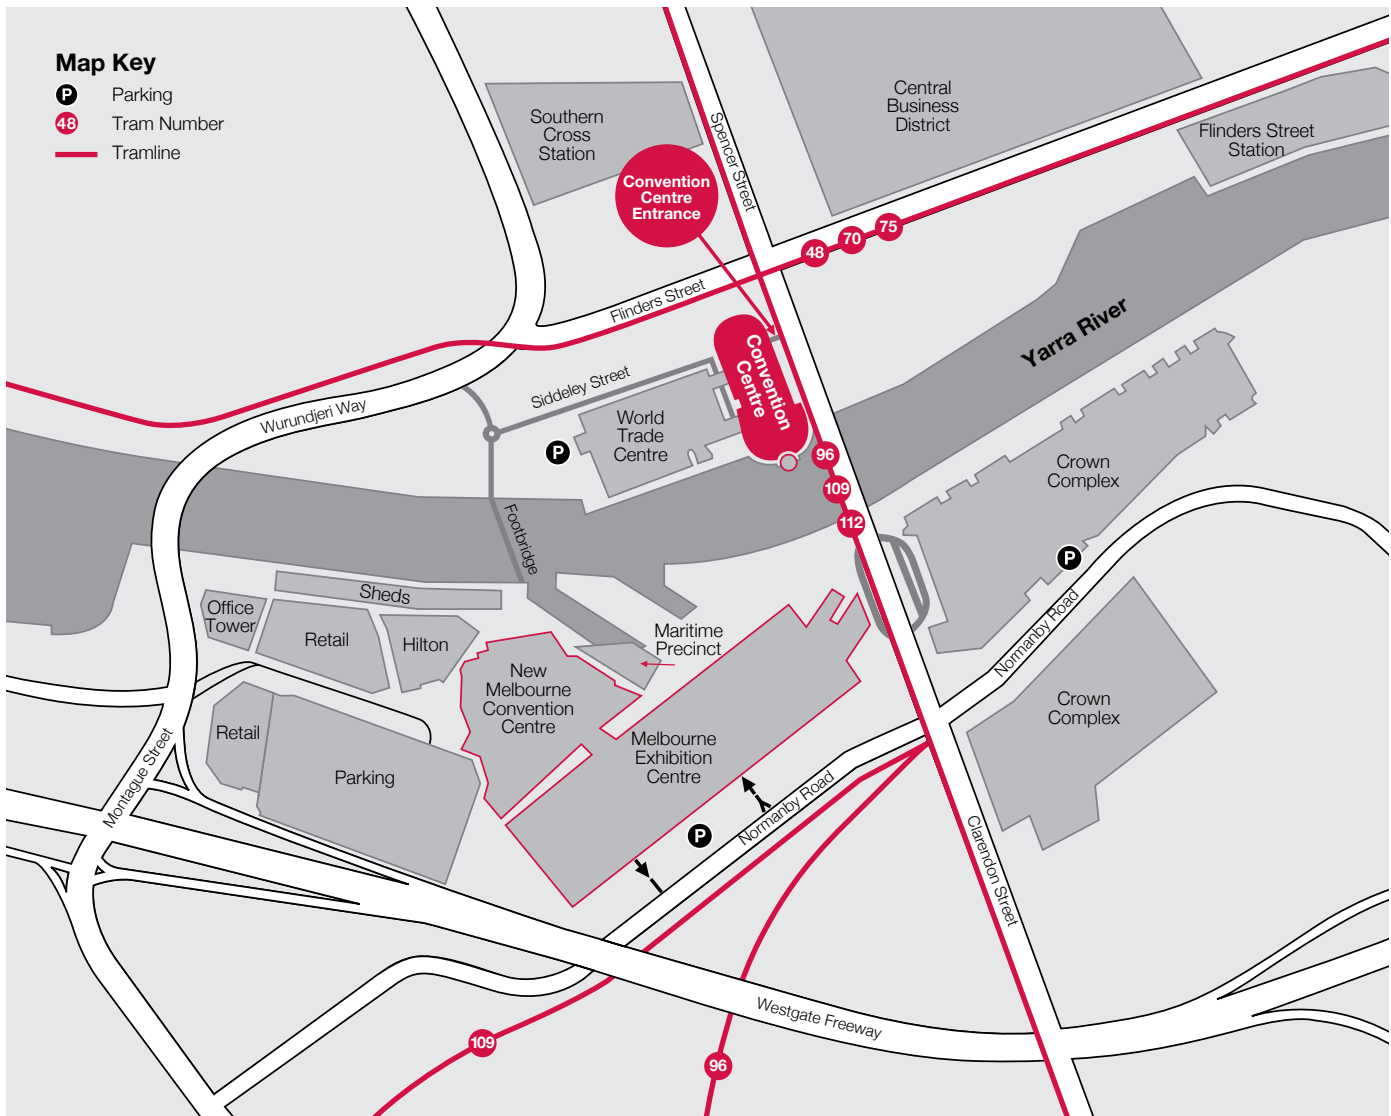 Map Key
P
Parking
48
Tram Number
Tramline
Southern
Cross
Station
Central
Business
District
Flinders Street
Station
Spencer Street
Convention
Centre
Entrance
48
70
75
Flinders Street
Yarra River
Convention
Centre
Siddeley Street
World
Trade
Centre
P
Wurundjeri Way
96
109
112
Crown
Complex
P
Footbridge
Sheds
Office
Tower
Retail
Hilton
Maritime
Precinct
Normanby Road
New
Melbourne
Convention
Centre
Crown
Complex
Retail
Parking
Melbourne
Exhibition
Centre
Montague Street
P
Normanby Road
Clarendon Street
Westgate Freeway
109
96